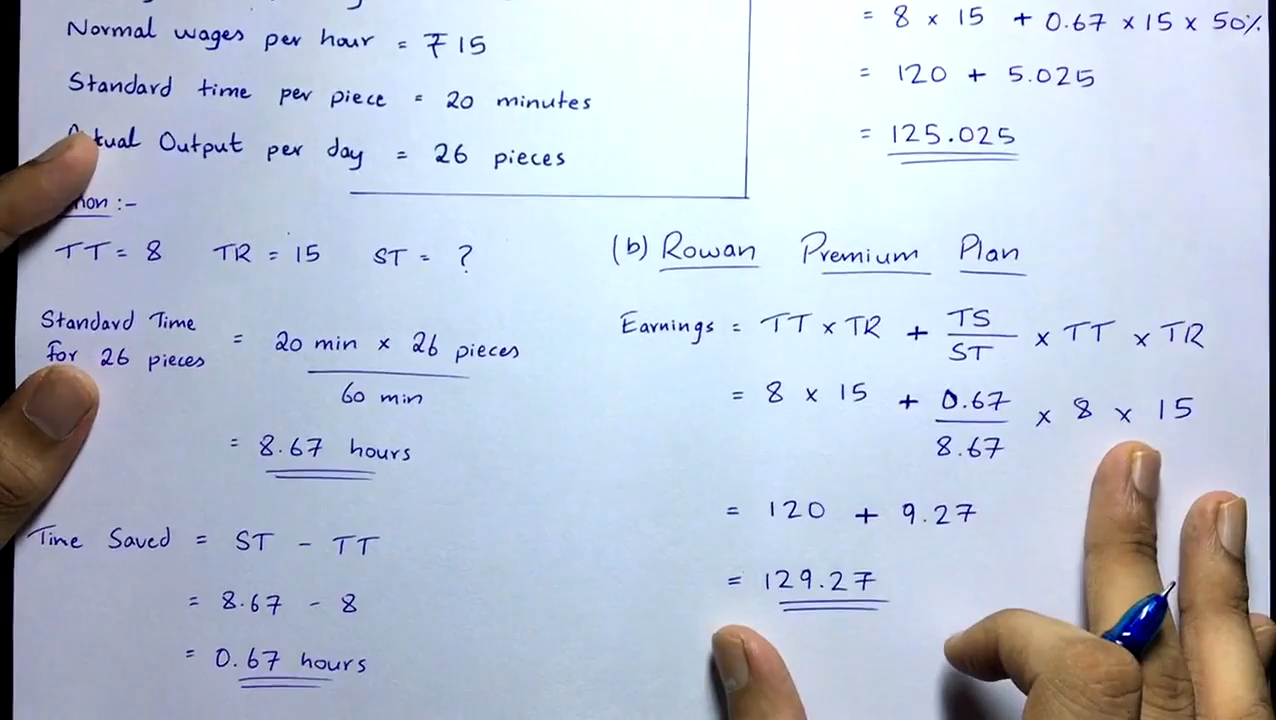 Normal wages per hour = ₹15
Standard time per piece = 20 minutes
Output per day = 26 pieces
TT = 8 TR = 15 ST = ?
Standard Time for 26 pieces = 20 min × 26 pieces
60 min
= 8.67 hours
Time Saved = ST - TT
= 8.67 - 8
= 0.67 hours
= 8 × 15 + 0.67 × 15 × 50%
= 120 + 5.025
= 125.025
(b) Rowan Premium Plan
Earnings = TT × TR + TS/ST × TT × TR
= 8 × 15 + 0.67/8.67 × 8 × 15
= 120 + 9.27
= 129.27